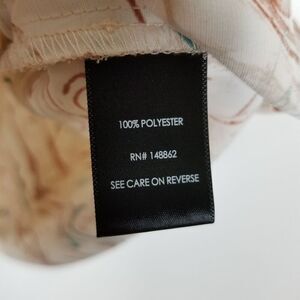 100% POLYESTER
RN# 148862
SEE CARE ON REVERSE